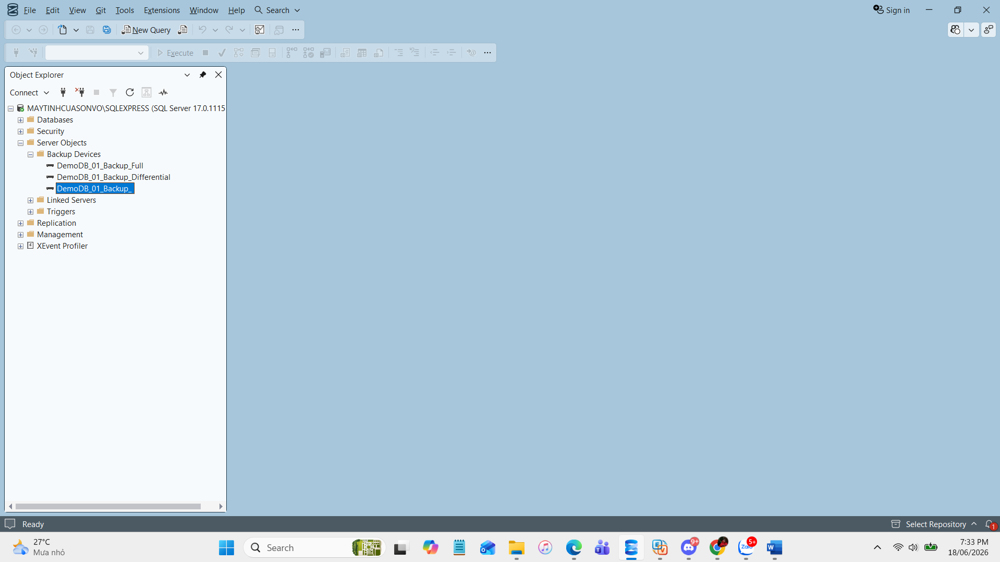 File Edit View Git Tools Extensions Window Help Search Sign in
New Query
Execute
Object Explorer
Connect
MAYTINHCUASONVO\SQLEXPRESS (SQL Server 17.0.1115
Databases
Security
Server Objects
Backup Devices
DemoDB_01_Backup_Full
DemoDB_01_Backup_Differential
DemoDB_01_Backup_
Linked Servers
Triggers
Replication
Management
XEvent Profiler
Ready
Select Repository
1
27°C
Mưa nhỏ
Search
9+
Zalo
5+
7:33 PM
18/06/2026